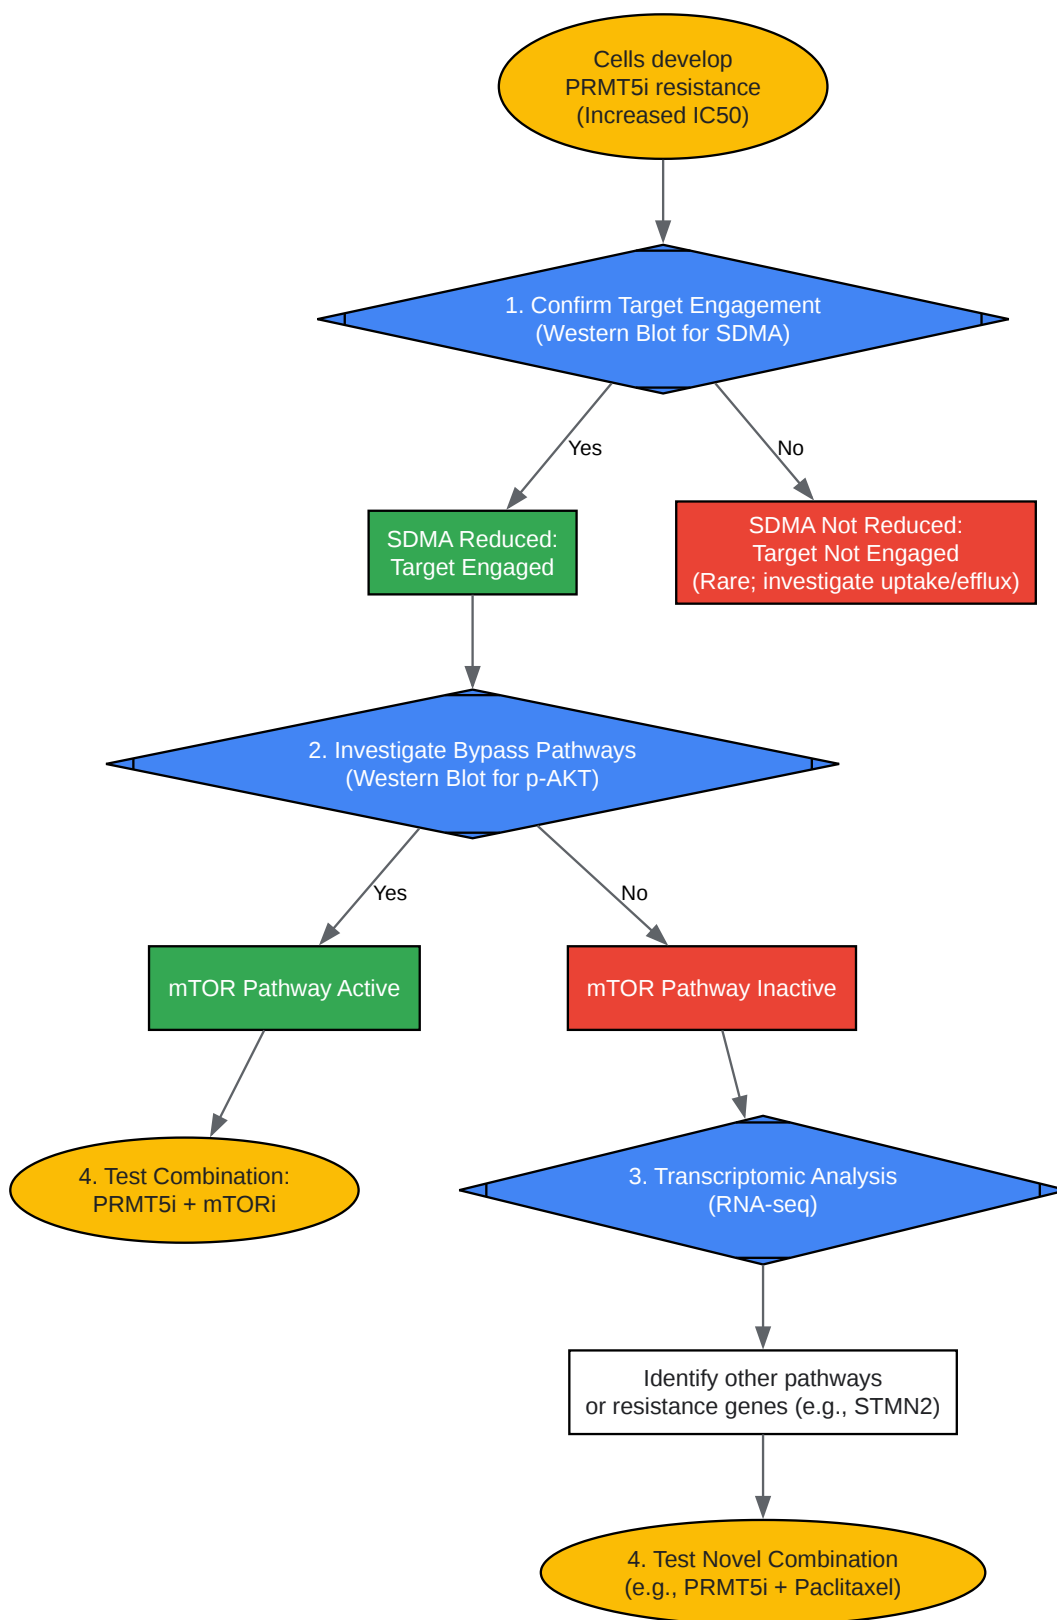 Cells develop
PRMT5i resistance
(Increased IC50)
1. Confirm Target Engagement
(Western Blot for SDMA)
Yes
No
SDMA Reduced:
Target Engaged
SDMA Not Reduced:
Target Not Engaged
(Rare; investigate uptake/efflux)
2. Investigate Bypass Pathways
(Western Blot for p-AKT)
Yes
No
mTOR Pathway Active
mTOR Pathway Inactive
4. Test Combination:
PRMT5i + mTORi
3. Transcriptomic Analysis
(RNA-seq)
Identify other pathways
or resistance genes (e.g., STMN2)
4. Test Novel Combination
(e.g., PRMT5i + Paclitaxel)